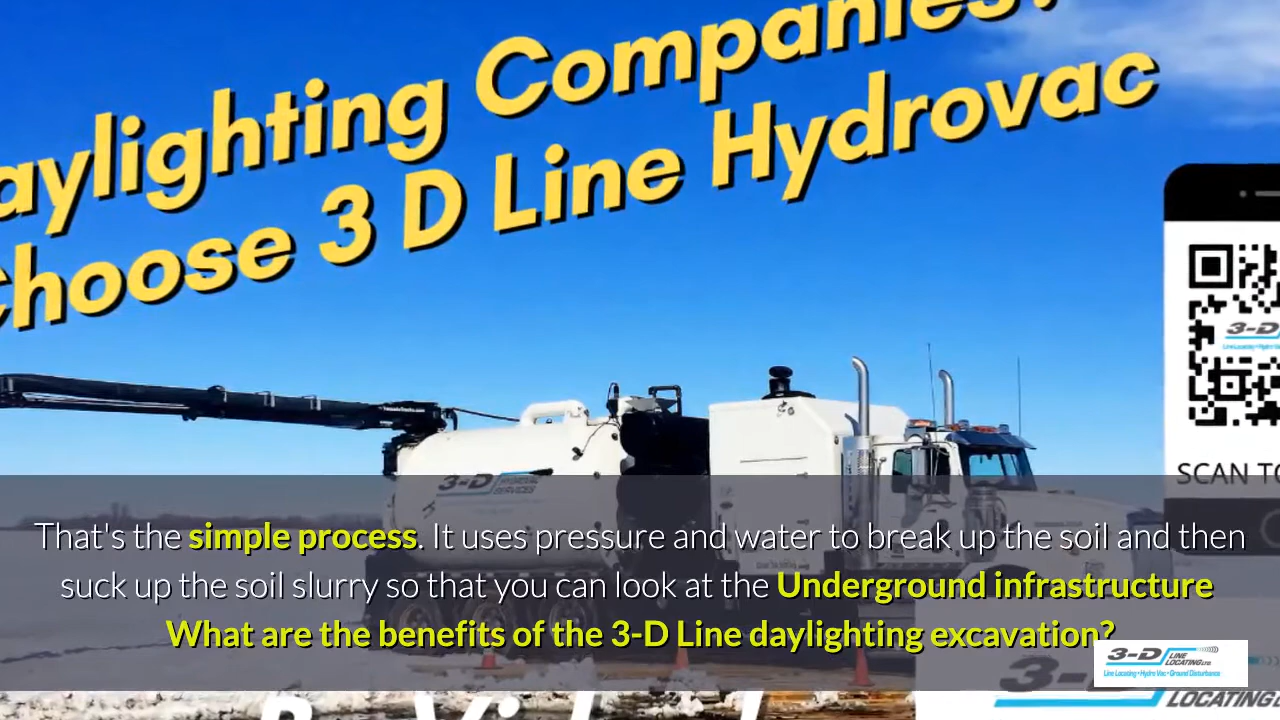 aylighting Companies?
Choose 3 D Line Hydrovac
3-D
SCAN TO
3-D HYDROVAC SERVICES
That's the simple process. It uses pressure and water to break up the soil and then
suck up the soil slurry so that you can look at the Underground infrastructure
What are the benefits of the 3-D Line daylighting excavation?
3-D LINE LOCATING LTD.
Line Locating • Hydro Vac • Ground Disturbance
LOCATING